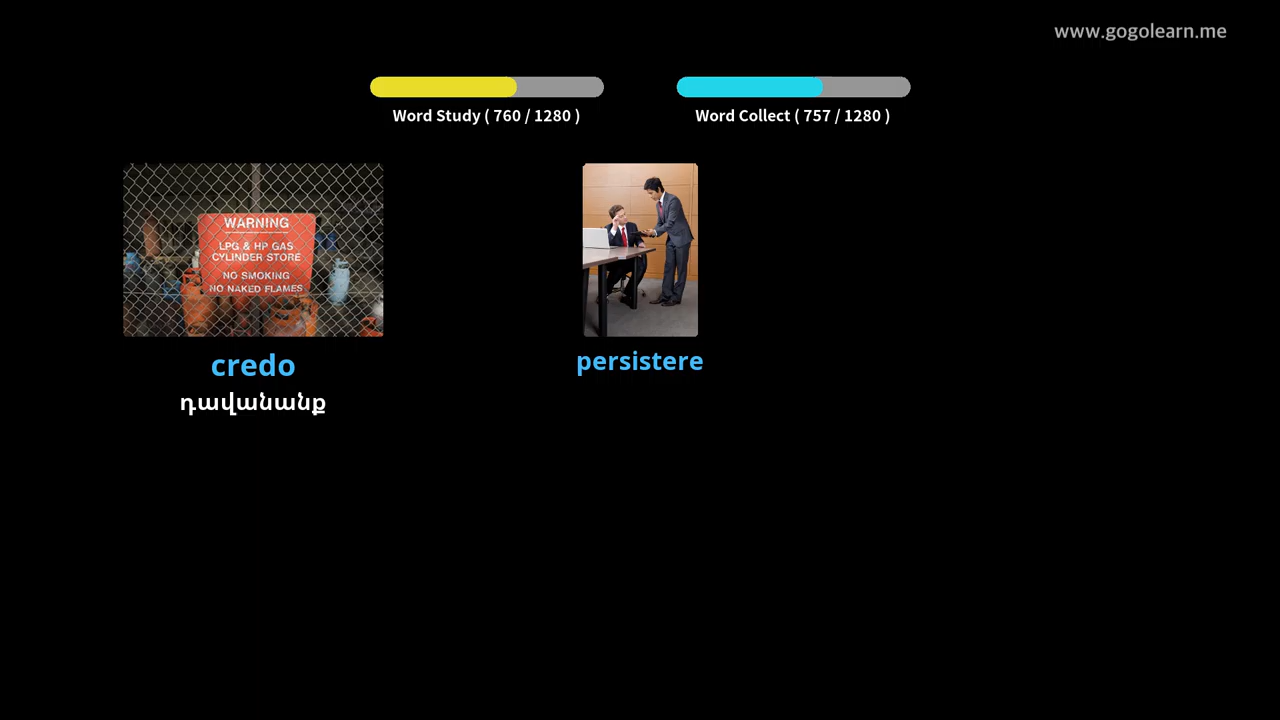 www.gogolearn.me
Word Study ( 760 / 1280 )
Word Collect ( 757 / 1280 )
WARNING
LPG & HP GAS
CYLINDER STORE
NO SMOKING
NO NAKED FLAMES
credo
դավանանք
persistere